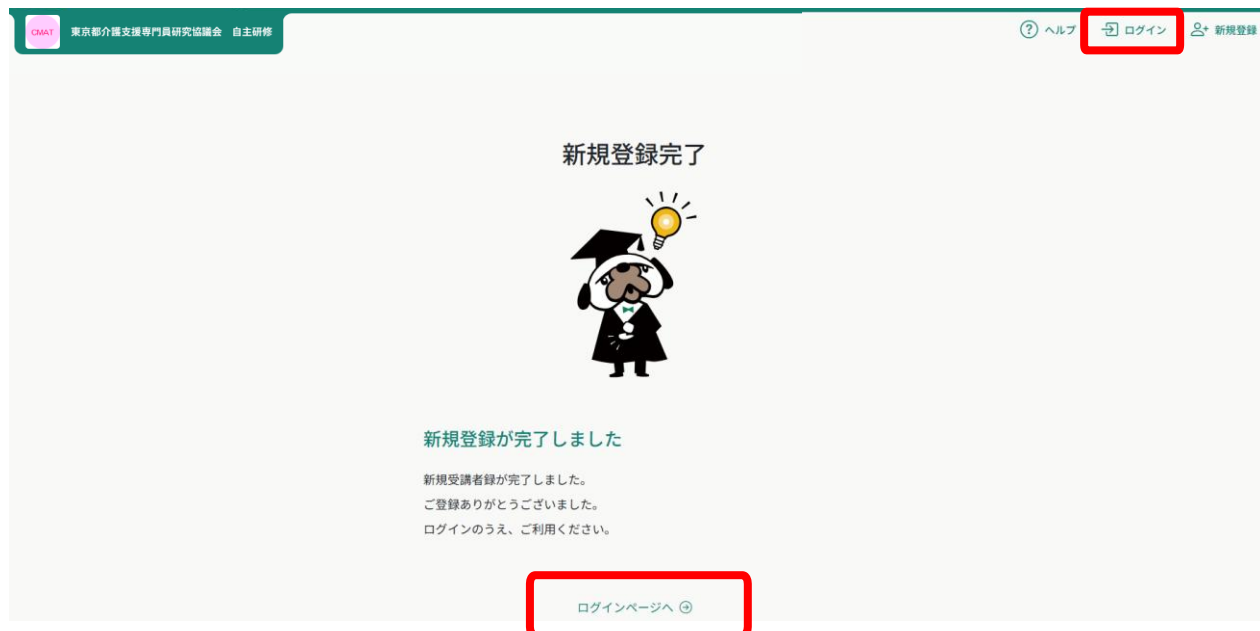 CMAT 東京都介護支援専門員研究協議会 自主研修 ヘルプ ログイン 新規登録
新規登録完了
新規登録が完了しました
新規受講者録が完了しました。
ご登録ありがとうございました。
ログインのうえ、ご利用ください。
ログインページへ